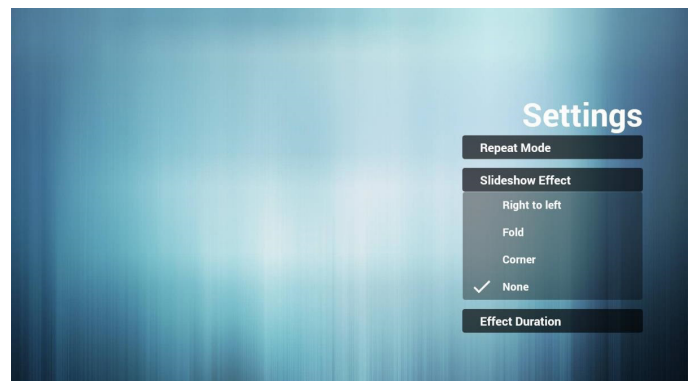 Settings
Repeat Mode
Slideshow Effect
Right to left
Fold
Corner
None
Effect Duration